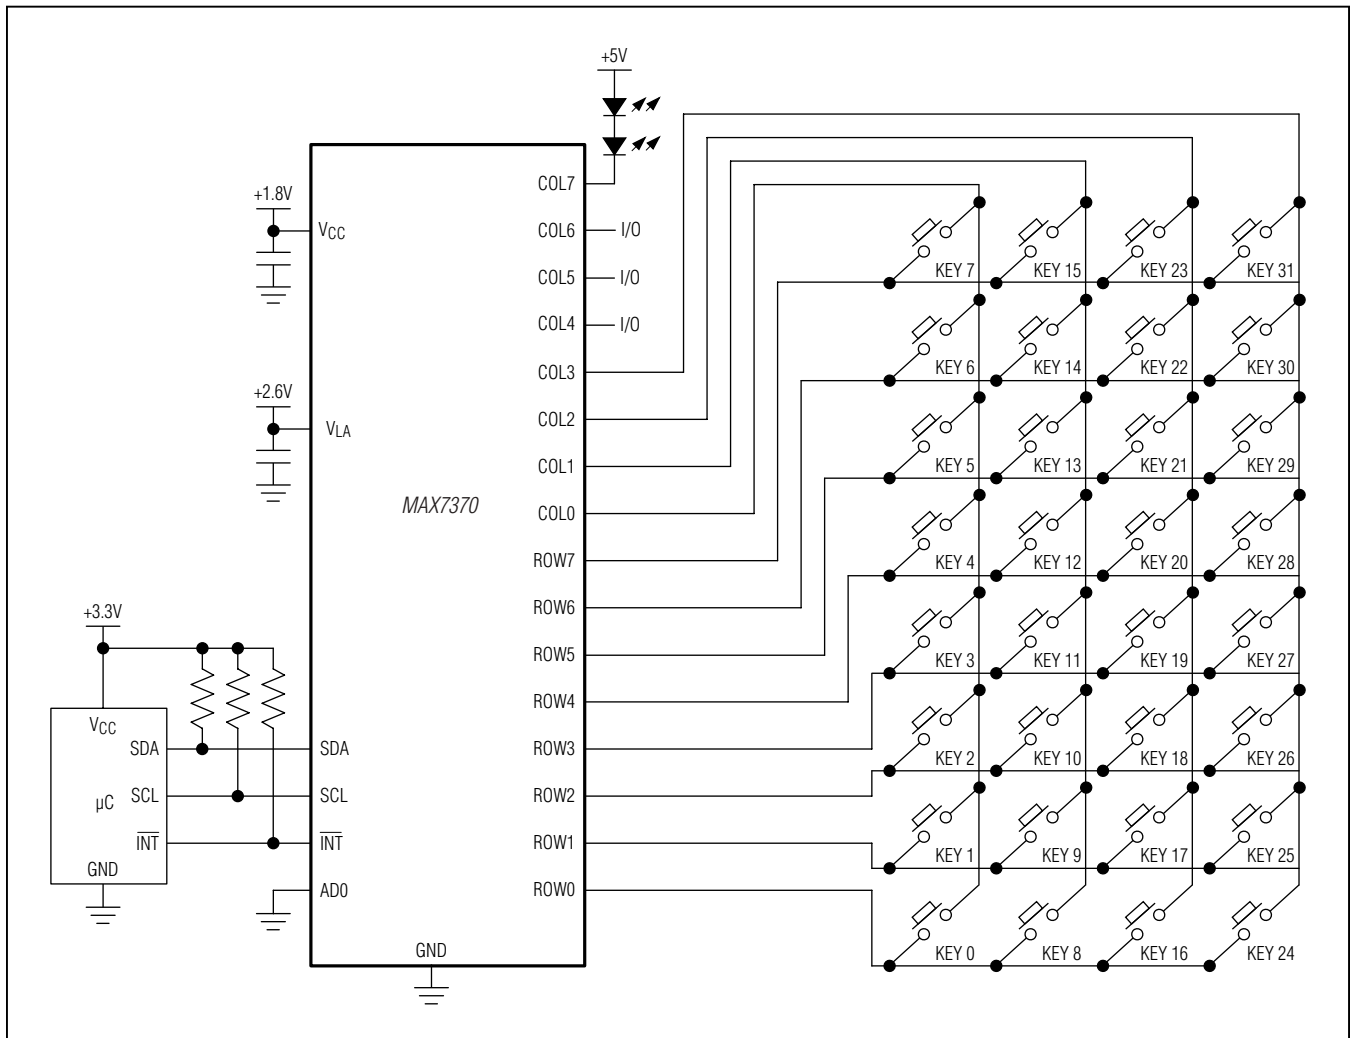 +5V
COL7
+1.8V
VCC
COL6 I/O
COL5 I/O
KEY 7 KEY 15 KEY 23 KEY 31
COL4 I/O
COL3
KEY 6 KEY 14 KEY 22 KEY 30
+2.6V
COL2
VLA
COL1
KEY 5 KEY 13 KEY 21 KEY 29
MAX7370
COL0
ROW7
KEY 4 KEY 12 KEY 20 KEY 28
+3.3V
ROW6
ROW5
KEY 3 KEY 11 KEY 19 KEY 27
ROW4
VCC
SDA SDA
ROW3
KEY 2 KEY 10 KEY 18 KEY 26
µC
SCL SCL
ROW2
INT INT
ROW1
KEY 1 KEY 9 KEY 17 KEY 25
GND
AD0
ROW0
GND
KEY 0 KEY 8 KEY 16 KEY 24